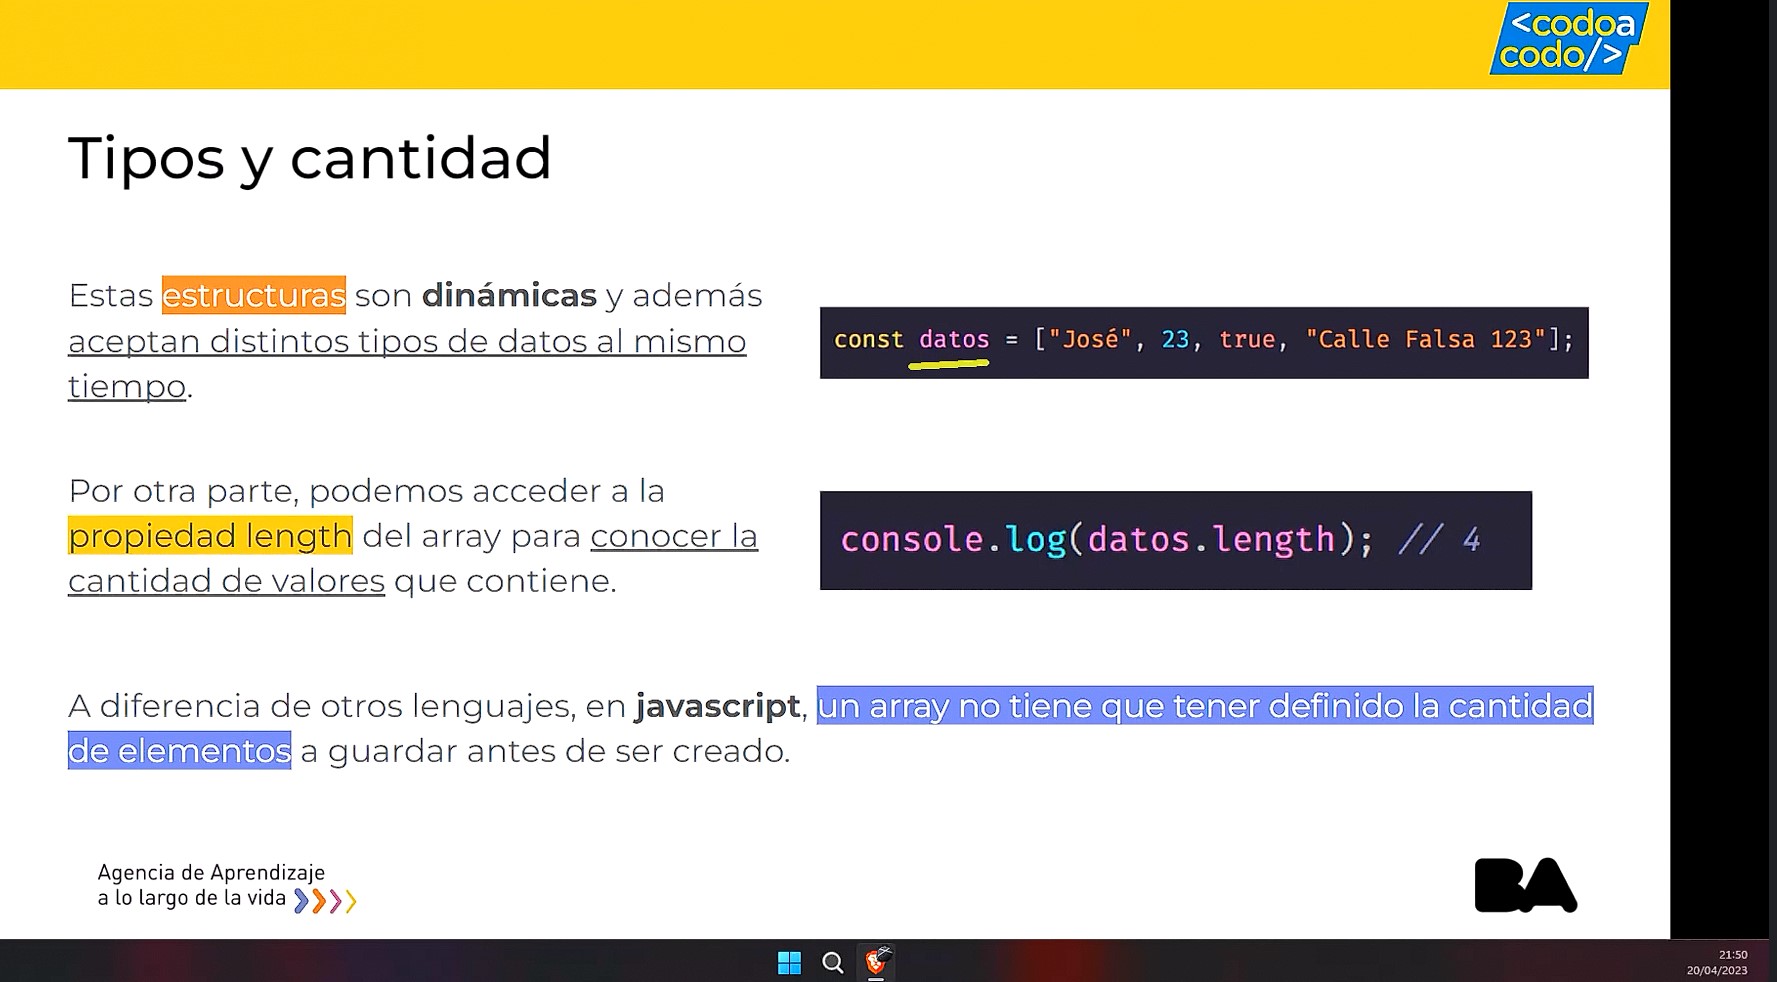 <codoa
codo/>
Tipos y cantidad
Estas estructuras son dinámicas y además
aceptan distintos tipos de datos al mismo
tiempo.
const datos = ["José", 23, true, "Calle Falsa 123"];
Por otra parte, podemos acceder a la
propiedad length del array para conocer la
cantidad de valores que contiene.
console.log(datos.length); // 4
A diferencia de otros lenguajes, en javascript, un array no tiene que tener definido la cantidad
de elementos a guardar antes de ser creado.
Agencia de Aprendizaje
a lo largo de la vida
BA
21:50
20/04/2023